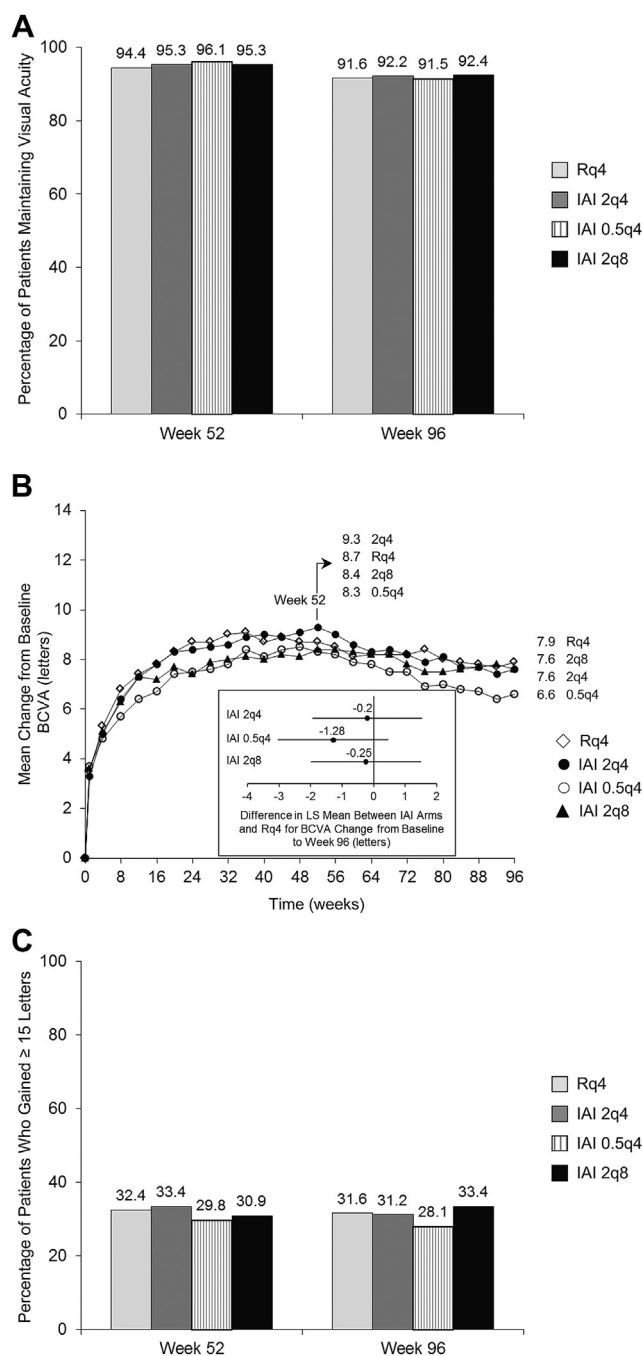 A
Percentage of Patients Maintaining Visual Acuity
100
80
60
40
20
0
94.4 95.3 96.1 95.3
91.6 92.2 91.5 92.4
Week 52
Week 96
Rq4
IAI 2q4
IAI 0.5q4
IAI 2q8
B
Mean Change from Baseline
BCVA (letters)
14
12
10
8
6
4
2
0
9.3 2q4
8.7 Rq4
8.4 2q8
8.3 0.5q4
Week 52
7.9 Rq4
7.6 2q8
7.6 2q4
6.6 0.5q4
IAI 2q4
-0.2
IAI 0.5q4
-1.28
IAI 2q8
-0.25
-4 -3 -2 -1 0 1 2
Difference in LS Mean Between IAI Arms
and Rq4 for BCVA Change from Baseline
to Week 96 (letters)
Rq4
IAI 2q4
IAI 0.5q4
IAI 2q8
0 8 16 24 32 40 48 56 64 72 80 88 96
Time (weeks)
C
Percentage of Patients Who Gained ≥ 15 Letters
100
80
60
40
20
0
32.4 33.4 29.8 30.9
31.6 31.2 28.1 33.4
Week 52
Week 96
Rq4
IAI 2q4
IAI 0.5q4
IAI 2q8